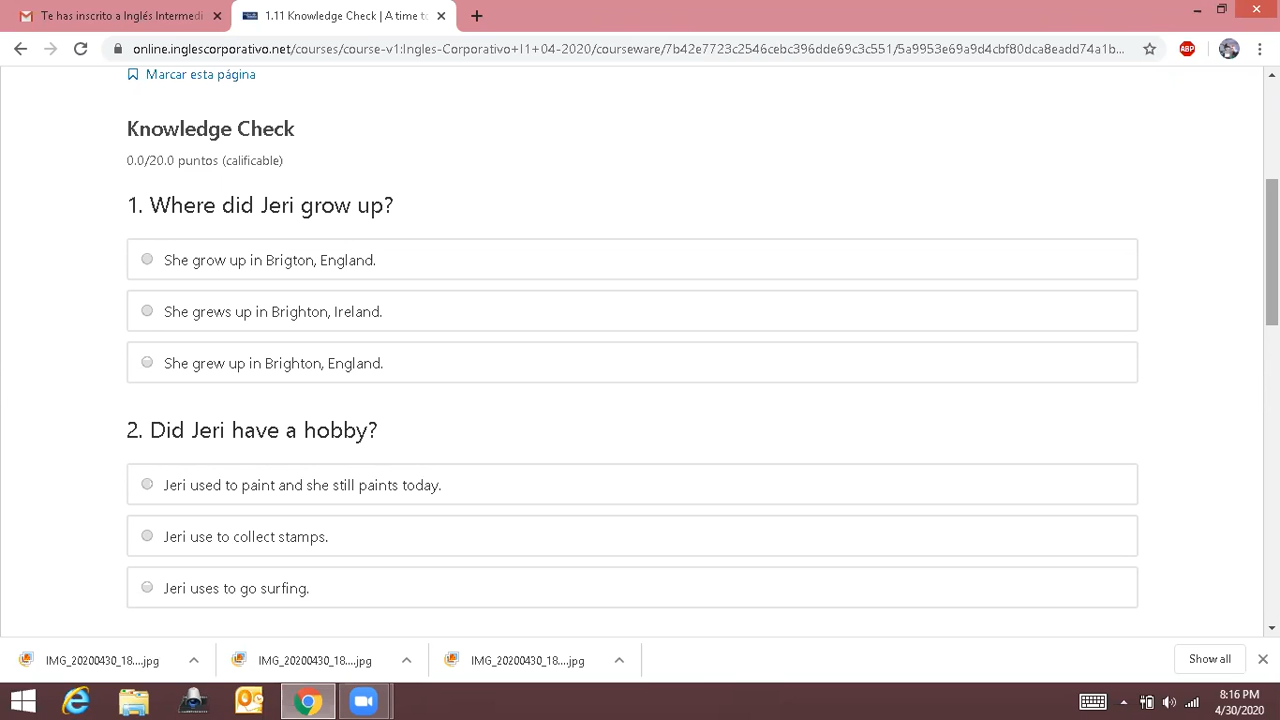 Te has inscrito a Inglés Intermedi
1.11 Knowledge Check | A time to
online.inglescorporativo.net/courses/course-v1:Ingles-Corporativo+I1+04-2020/courseware/7b42e7723c2546cebc396dde69c3c551/5a9953e69a9d4cbf80dca8eadd74a1b...
ABP
Marcar esta página
Knowledge Check
0.0/20.0 puntos (calificable)
1. Where did Jeri grow up?
She grow up in Brigton, England.
She grews up in Brighton, Ireland.
She grew up in Brighton, England.
2. Did Jeri have a hobby?
Jeri used to paint and she still paints today.
Jeri use to collect stamps.
Jeri uses to go surfing.
IMG_20200430_18....jpg
IMG_20200430_18....jpg
IMG_20200430_18....jpg
Show all
8:16 PM
4/30/2020